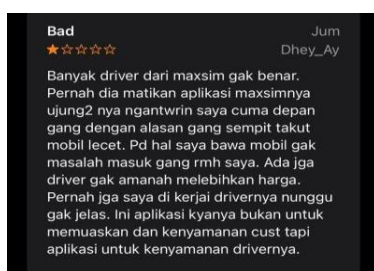 Bad
Jum
★☆☆☆☆
Dhey_Ay
Banyak driver dari maxsim gak benar.
Pernah dia matikan aplikasi maxsimnya
ujung2 nya ngantwrin saya cuma depan
gang dengan alasan gang sempit takut
mobil lecet. Pd hal saya bawa mobil gak
masalah masuk gang rmh saya. Ada jga
driver gak amanah melebihkan harga.
Pernah jga saya di kerjai drivernya nunggu
gak jelas. Ini aplikasi kyanya bukan untuk
memuaskan dan kenyamanan cust tapi
aplikasi untuk kenyamanan drivernya.